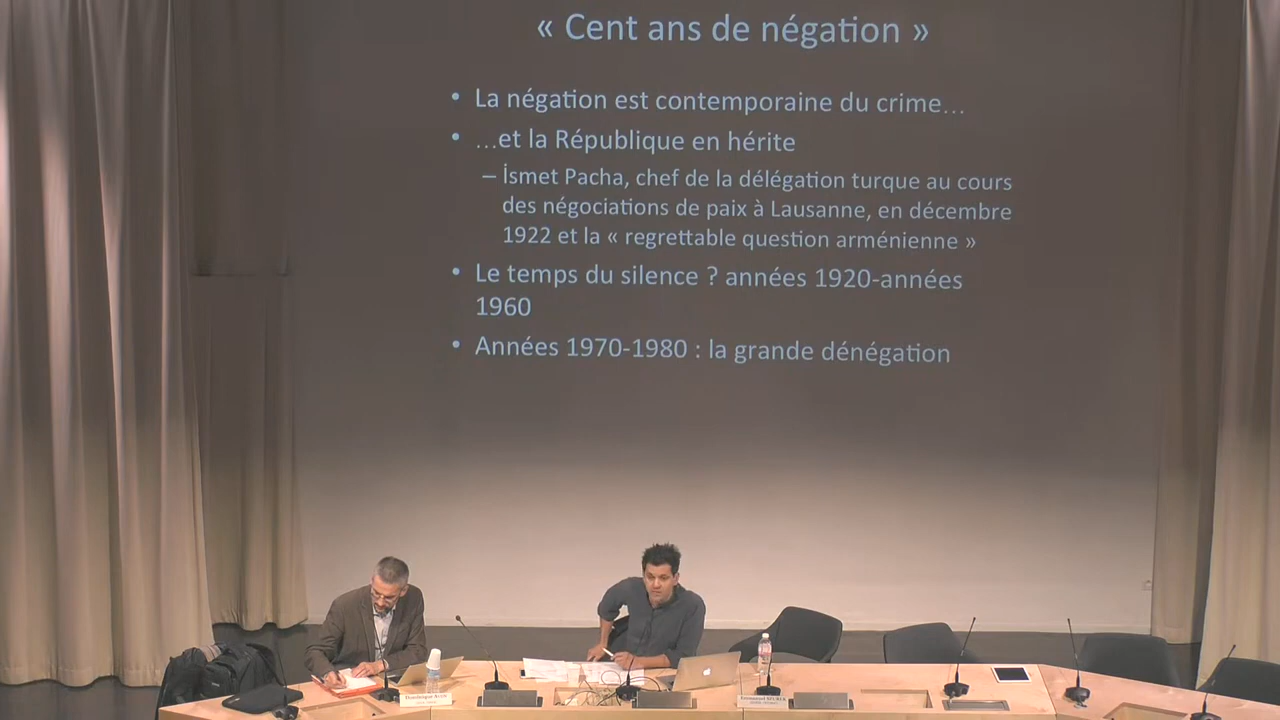 « Cent ans de négation »
• La négation est contemporaine du crime...
• ...et la République en hérite
– İsmet Pacha, chef de la délégation turque au cours
des négociations de paix à Lausanne, en décembre
1922 et la « regrettable question arménienne »
• Le temps du silence ? années 1920-années
1960
• Années 1970-1980 : la grande dénégation
Dominique
Emmanuel